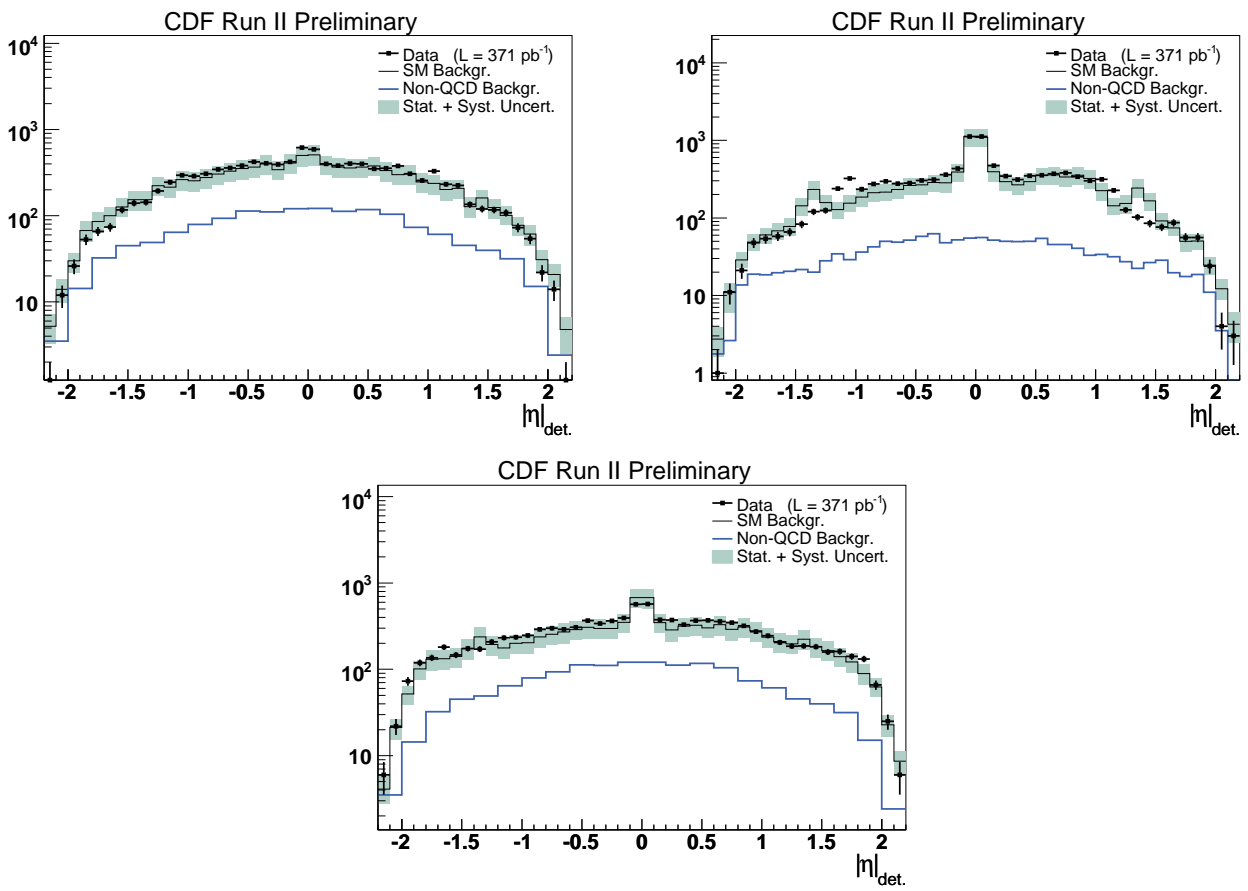 CDF Run II Preliminary
10⁴
10³
10²
10
Data (L = 371 pb⁻¹)
SM Backgr.
Non-QCD Backgr.
Stat. + Syst. Uncert.
-2 -1.5 -1 -0.5 0 0.5 1 1.5 2
|η|det.
CDF Run II Preliminary
10⁴
10³
10²
10
1
Data (L = 371 pb⁻¹)
SM Backgr.
Non-QCD Backgr.
Stat. + Syst. Uncert.
-2 -1.5 -1 -0.5 0 0.5 1 1.5 2
|η|det.
CDF Run II Preliminary
10⁴
10³
10²
10
Data (L = 371 pb⁻¹)
SM Backgr.
Non-QCD Backgr.
Stat. + Syst. Uncert.
-2 -1.5 -1 -0.5 0 0.5 1 1.5 2
|η|det.